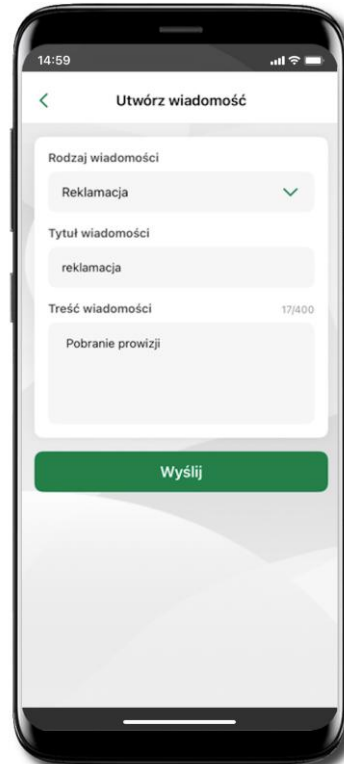 14:59
Utwórz wiadomość
Rodzaj wiadomości
Reklamacja
Tytuł wiadomości
reklamacja
Treść wiadomości 17/400
Pobranie prowizji
Wyślij